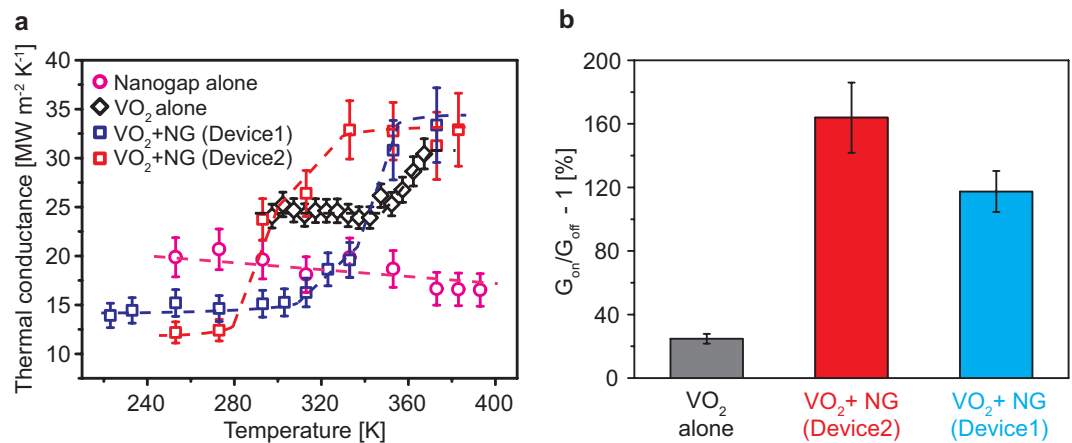 a
Thermal conductance [MW m⁻² K⁻¹]
40
35
30
25
20
15
10
Nanogap alone
VO₂ alone
VO₂+NG (Device1)
VO₂+NG (Device2)
240 280 320 360 400
Temperature [K]
b
G_on/G_off - 1 [%]
200
160
120
80
40
0
VO₂
alone
VO₂+ NG
(Device2)
VO₂+ NG
(Device1)